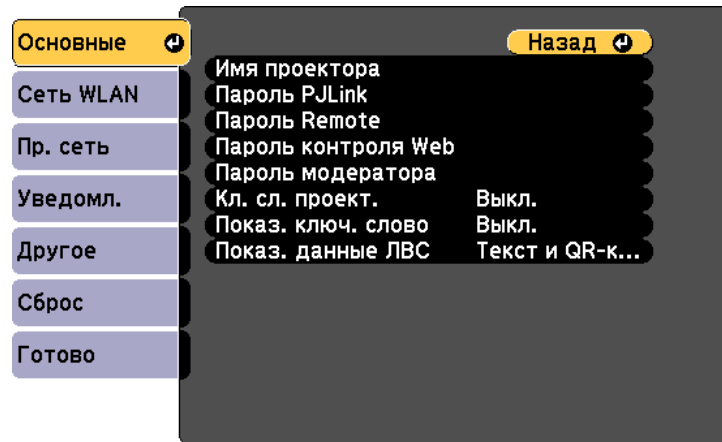 Основные
Назад
Имя проектора
Сеть WLAN
Пароль PJLink
Пароль Remote
Пр. сеть
Пароль контроля Web
Пароль модератора
Уведомл.
Кл. сл. проект. Выкл.
Показ. ключ. слово Выкл.
Другое
Показ. данные ЛВС Текст и QR-к...
Сброс
Готово